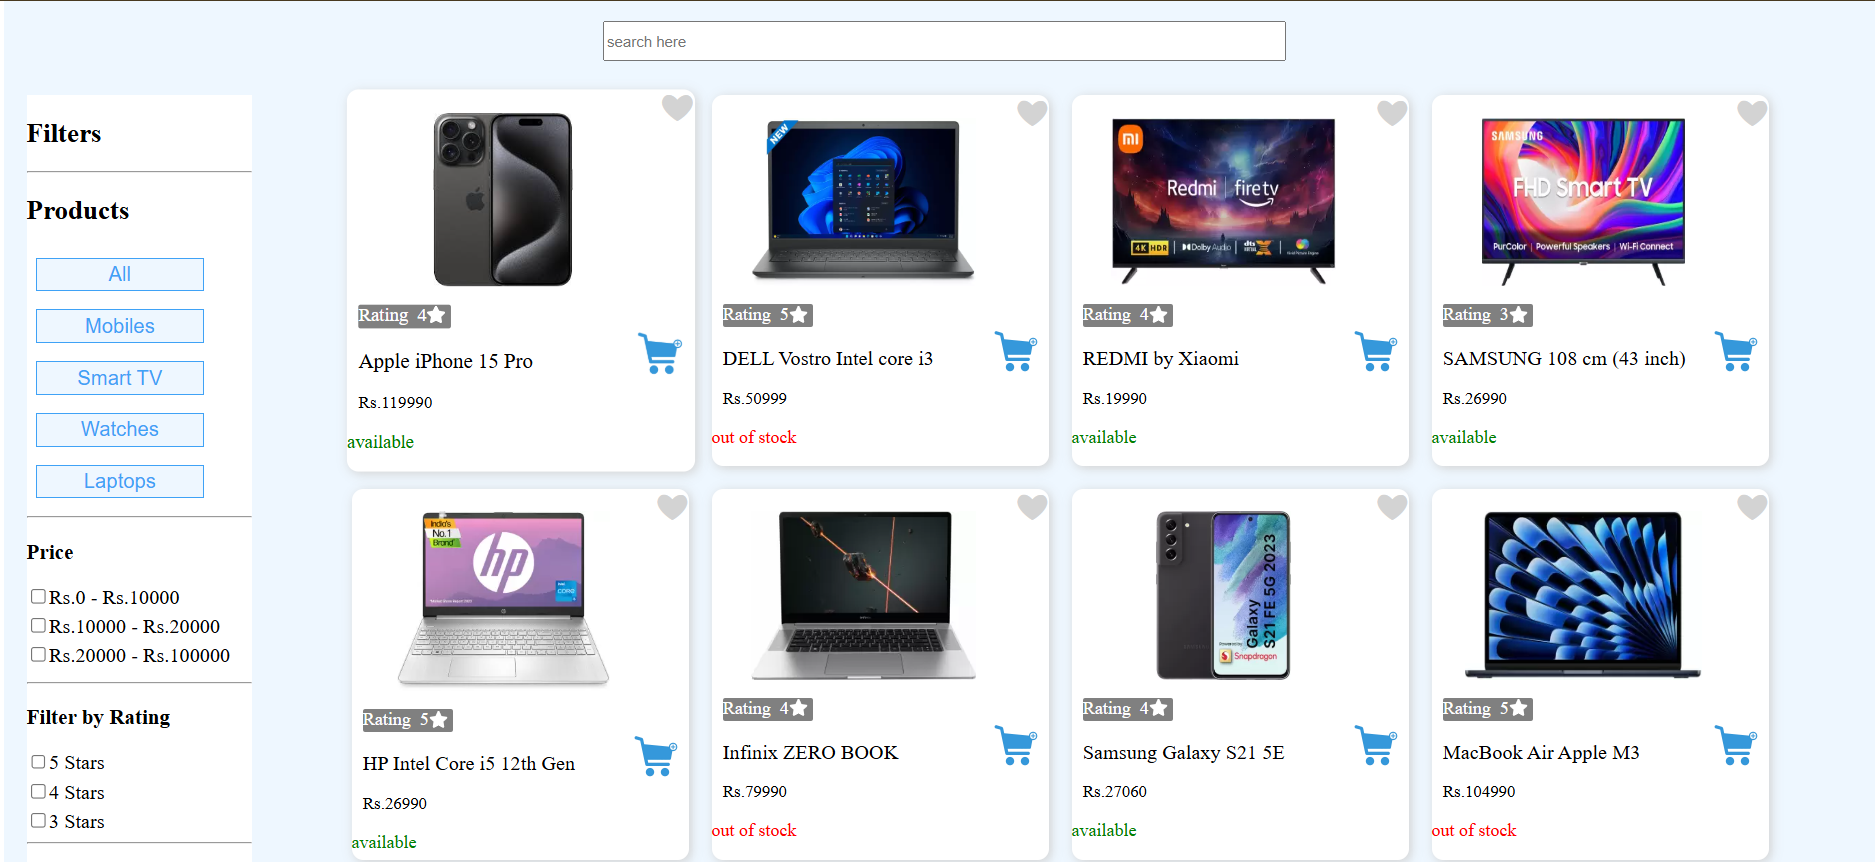 search here
Filters
Products
All
Mobiles
Smart TV
Watches
Laptops
Price
Rs.0 - Rs.10000
Rs.10000 - Rs.20000
Rs.20000 - Rs.100000
Filter by Rating
5 Stars
4 Stars
3 Stars
Rating 4
Apple iPhone 15 Pro
Rs.119990
available
NEW
Rating 5
DELL Vostro Intel core i3
Rs.50999
out of stock
mi
Redmi | fire tv
4K HDR
Dolby Audio
dts
X
Rating 4
REDMI by Xiaomi
Rs.19990
available
SAMSUNG
FHD Smart TV
PurColor | Powerful Speakers | Wi-Fi Connect
Rating 3
SAMSUNG 108 cm (43 inch)
Rs.26990
available
India's
No.1
Brand
hp
intel
CORE
Rating 5
HP Intel Core i5 12th Gen
Rs.26990
available
Rating 4
Infinix ZERO BOOK
Rs.79990
out of stock
Galaxy
S21 FE 5G 2023
Snapdragon
Rating 4
Samsung Galaxy S21 5E
Rs.27060
available
Rating 5
MacBook Air Apple M3
Rs.104990
out of stock